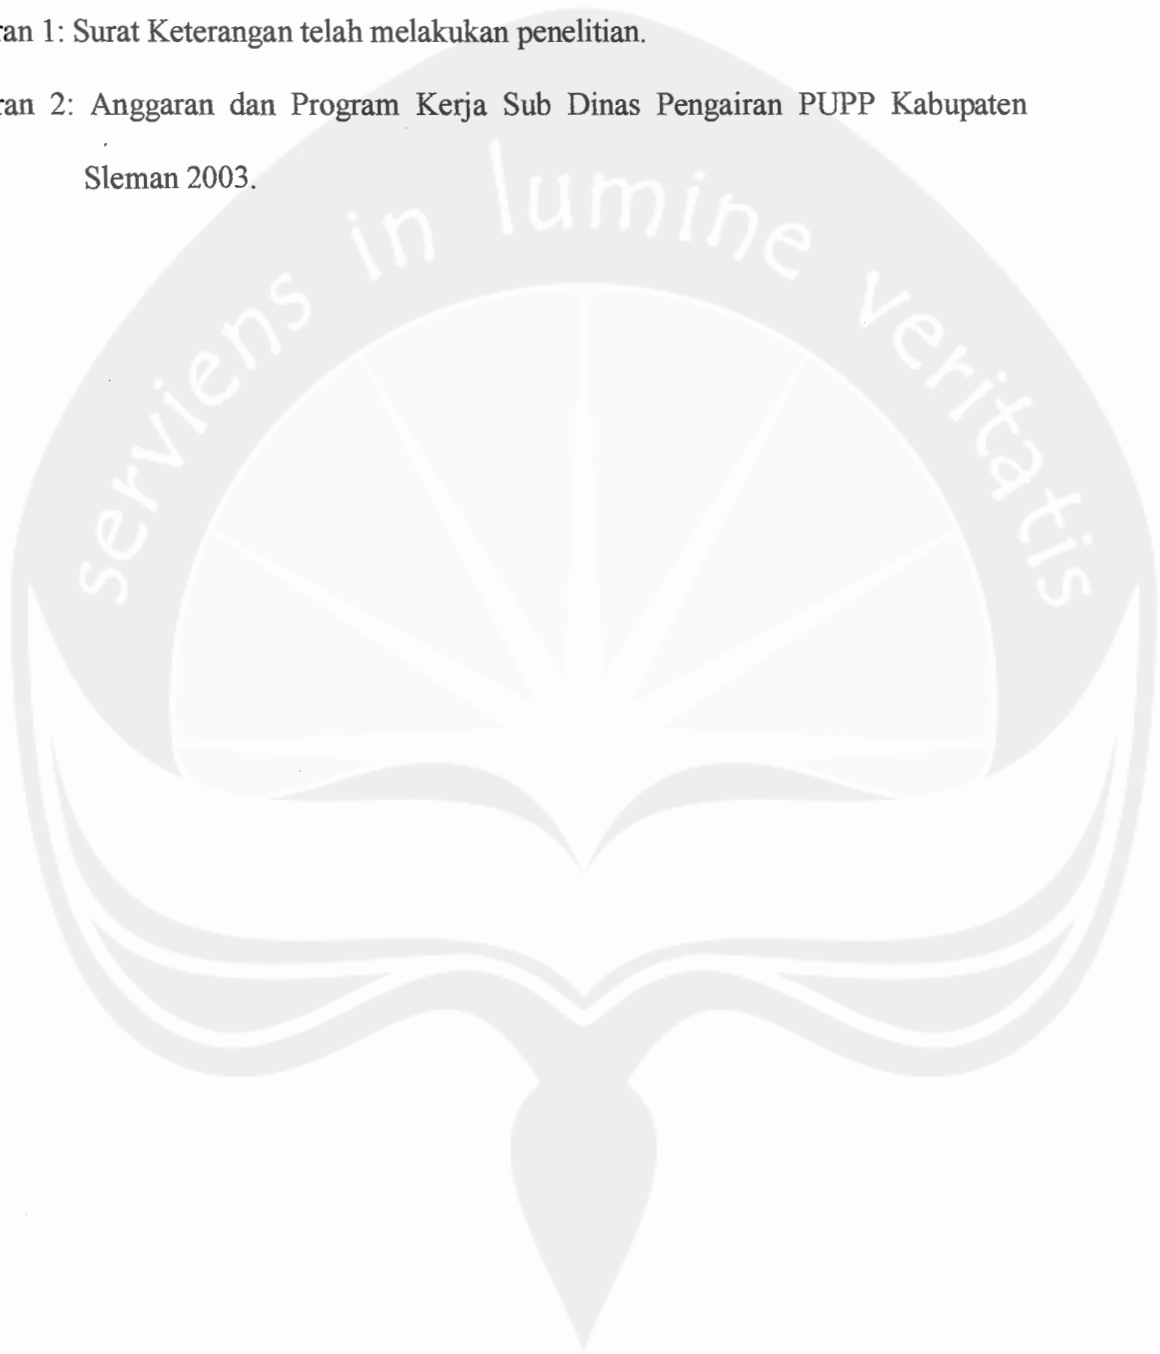 ran 1: Surat Keterangan telah melakukan penelitian.
ran 2: Anggaran dan Program Kerja Sub Dinas Pengairan PUPP Kabupaten
Sleman 2003.
serviens in lumine veritatis